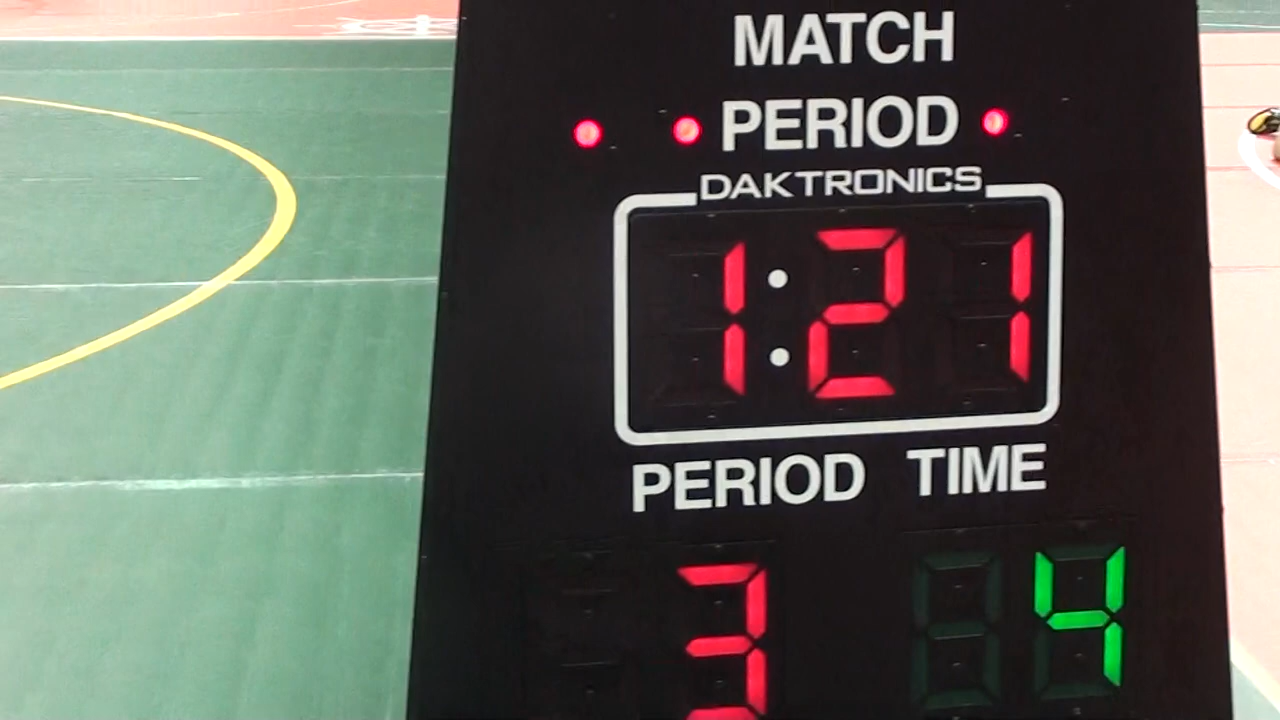 MATCH
PERIOD
DAKTRONICS
1:21
PERIOD TIME
3 4